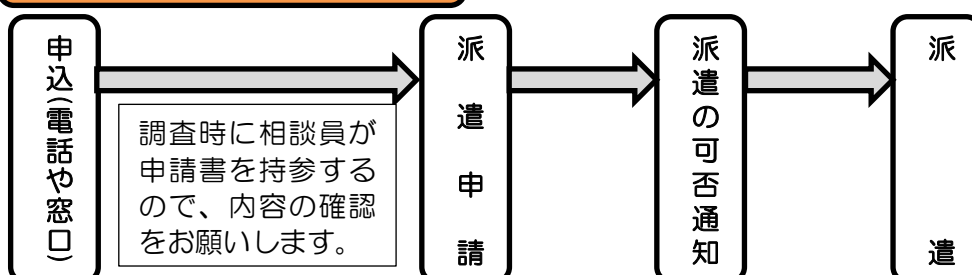 申込(電話や窓口)
調査時に相談員が
申請書を持参する
ので、内容の確認
をお願いします。
派遣申請
派遣の可否通知
派遣